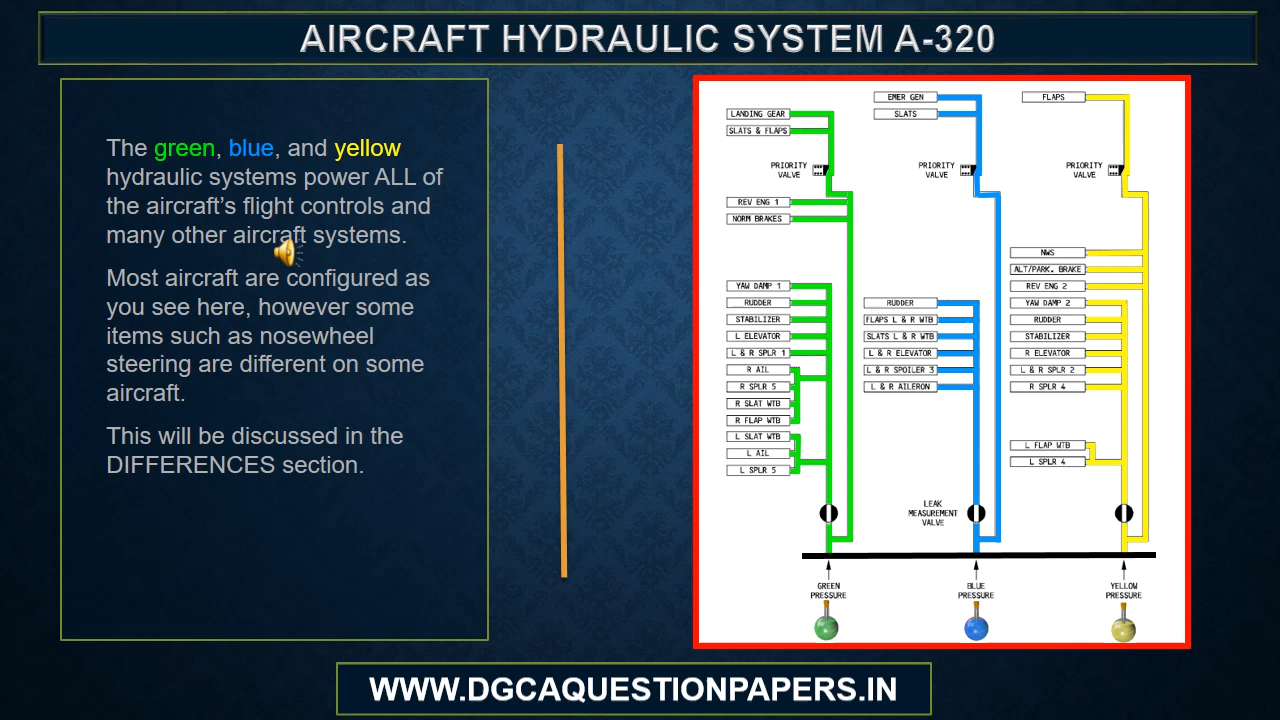 AIRCRAFT HYDRAULIC SYSTEM A-320
The green, blue, and yellow
hydraulic systems power ALL of
the aircraft’s flight controls and
many other aircraft systems.
Most aircraft are configured as
you see here, however some
items such as nosewheel
steering are different on some
aircraft.
This will be discussed in the
DIFFERENCES section.
LANDING GEAR
SLATS & FLAPS
PRIORITY
VALVE
REV ENG 1
NORM BRAKES
YAW DAMP 1
RUDDER
STABILIZER
L ELEVATOR
L & R SPLR 1
R AIL
R SPLR 5
R SLAT WTB
R FLAP WTB
L SLAT WTB
L AIL
L SPLR 5
GREEN
PRESSURE
EMER GEN
SLATS
PRIORITY
VALVE
RUDDER
FLAPS L & R WTB
SLATS L & R WTB
L & R ELEVATOR
L & R SPOILER 3
L & R AILERON
LEAK
MEASUREMENT
VALVE
BLUE
PRESSURE
FLAPS
PRIORITY
VALVE
NWS
ALT/PARK. BRAKE
REV ENG 2
YAW DAMP 2
RUDDER
STABILIZER
R ELEVATOR
L & R SPLR 2
R SPLR 4
L FLAP WTB
L SPLR 4
YELLOW
PRESSURE
WWW.DGCAQUESTIONPAPERS.IN